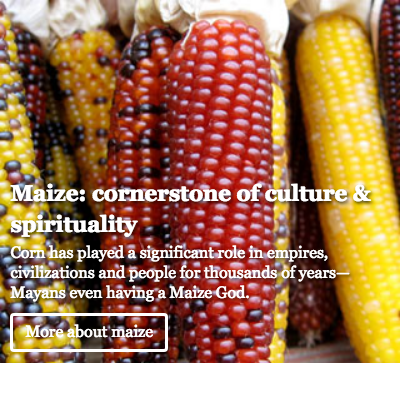 Maize: cornerstone of culture &
spirituality
Corn has played a significant role in empires,
civilizations and people for thousands of years—
Mayans even having a Maize God.
More about maize